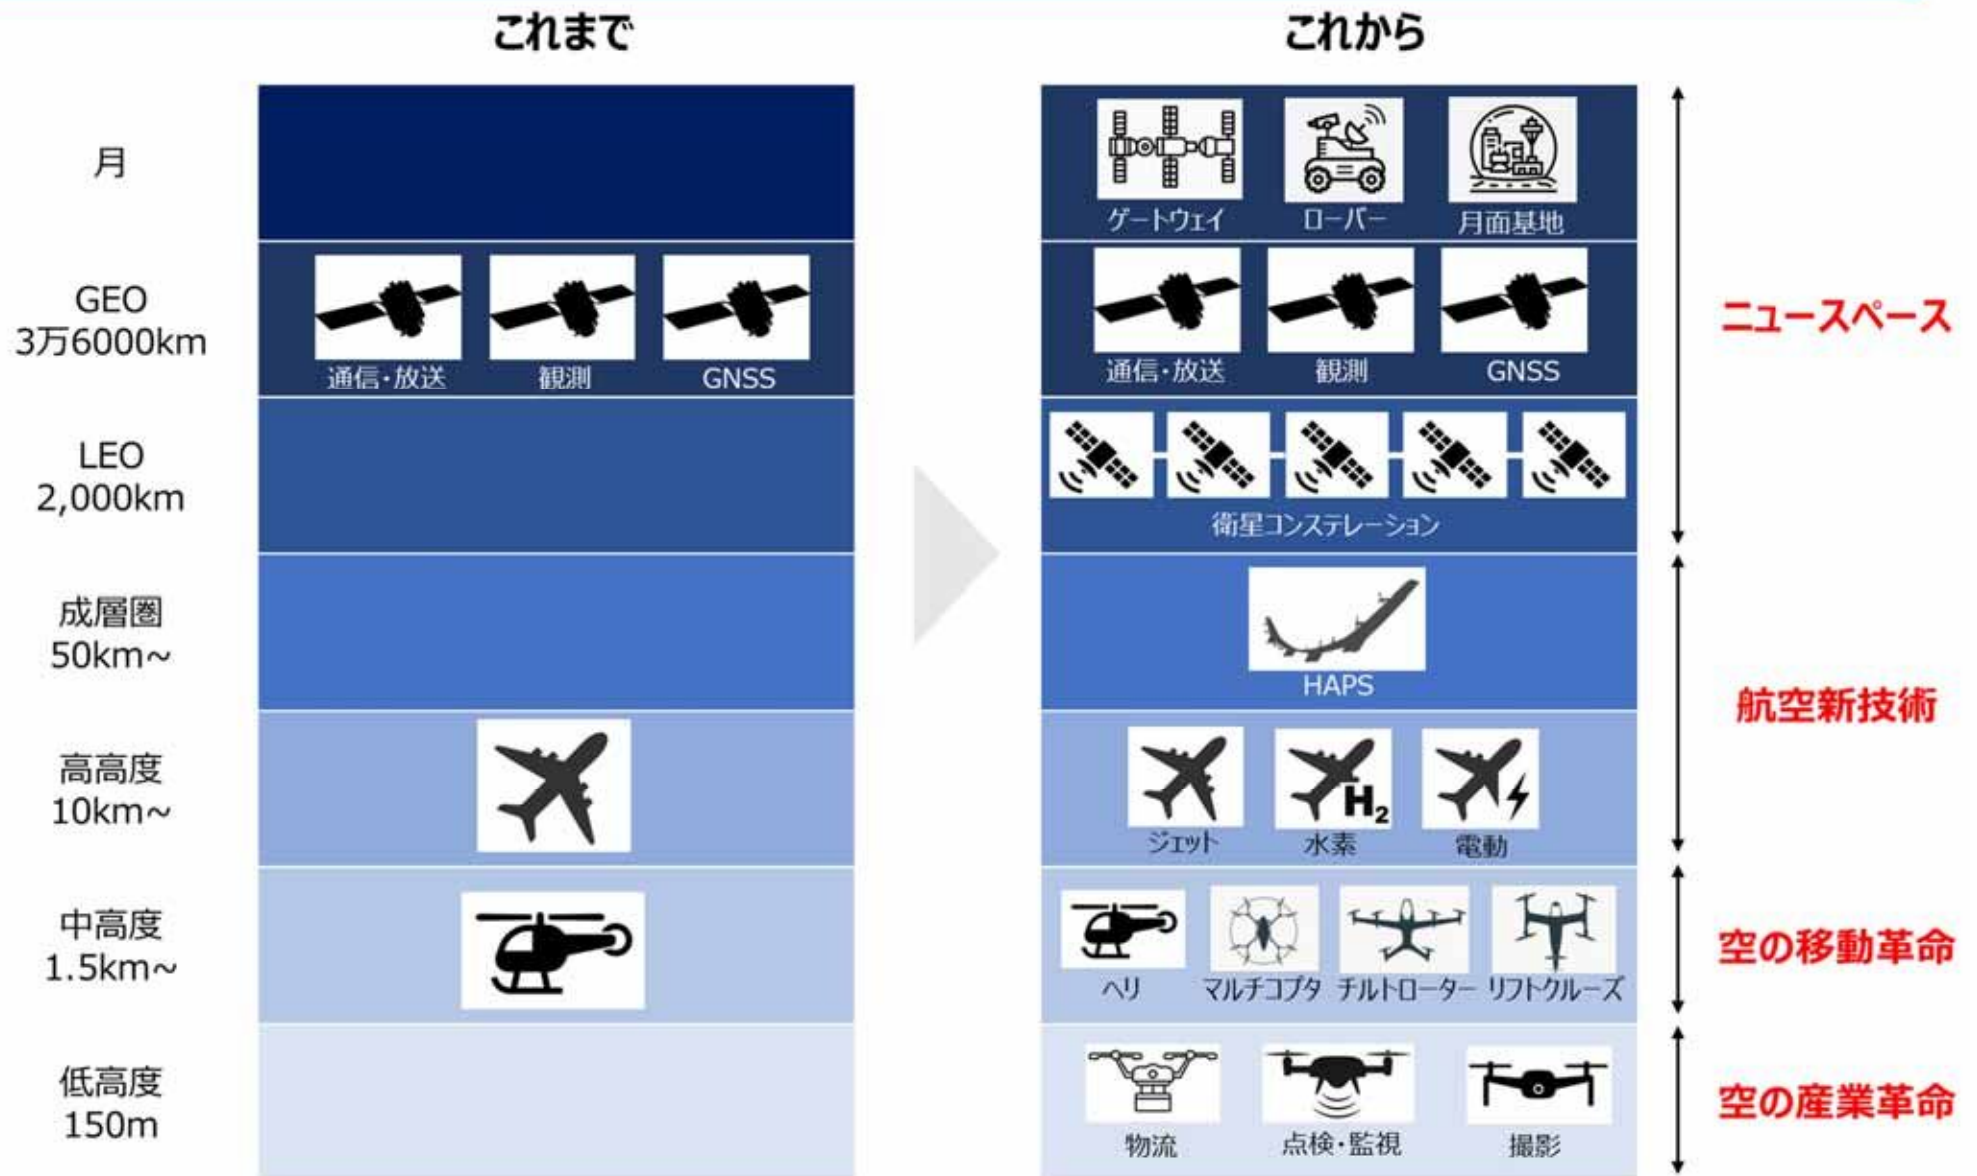 これまで
これから
月
ゲートウェイ
ローバー
月面基地
GEO
3万6000km
通信・放送
観測
GNSS
通信・放送
観測
GNSS
ニュースペース
LEO
2,000km
衛星コンステレーション
成層圏
50km~
HAPS
航空新技術
高高度
10km~
H2
ジェット
水素
電動
中高度
1.5km~
ヘリ
マルチコプタ
チルトローター
リフトクルーズ
空の移動革命
低高度
150m
物流
点検・監視
撮影
空の産業革命